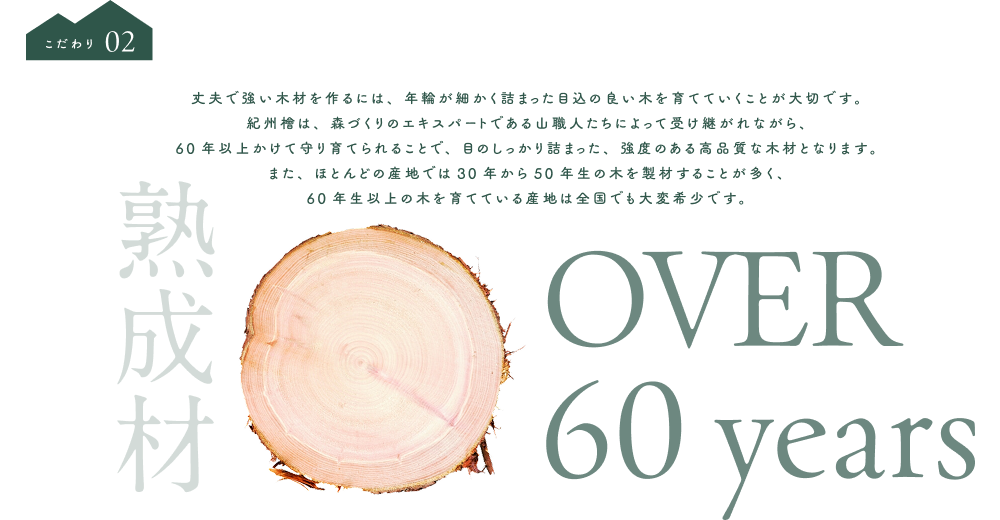 こだわり 02
丈夫で強い木材を作るには、年輪が細かく詰まった目込の良い木を育てていくことが大切です。
紀州檜は、森づくりのエキスパートである山職人たちによって受け継がれながら、
60年以上かけて守り育てられることで、目のしっかり詰まった、強度のある高品質な木材となります。
また、ほとんどの産地では30年から50年生の木を製材することが多く、
60年生以上の木を育てている産地は全国でも大変希少です。
熟成材
OVER
60 years